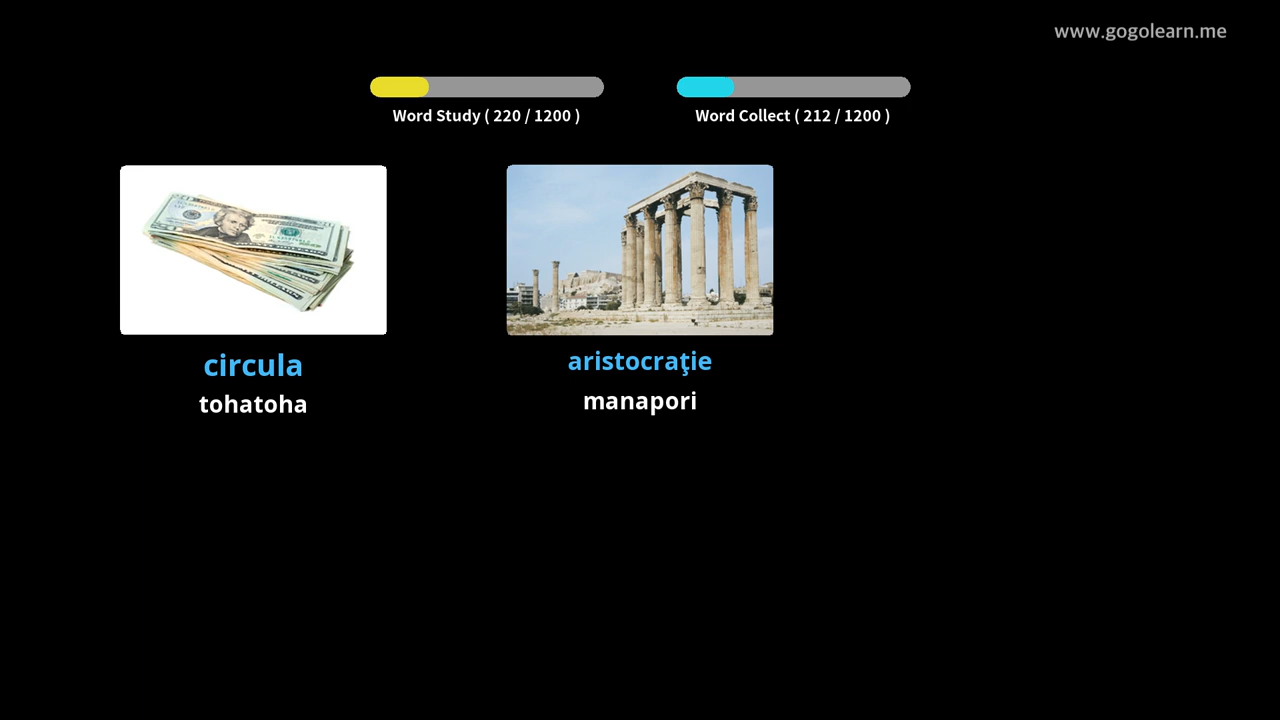 www.gogolearn.me
Word Study ( 220 / 1200 )
Word Collect ( 212 / 1200 )
circula
tohatoha
aristocraţie
manapori